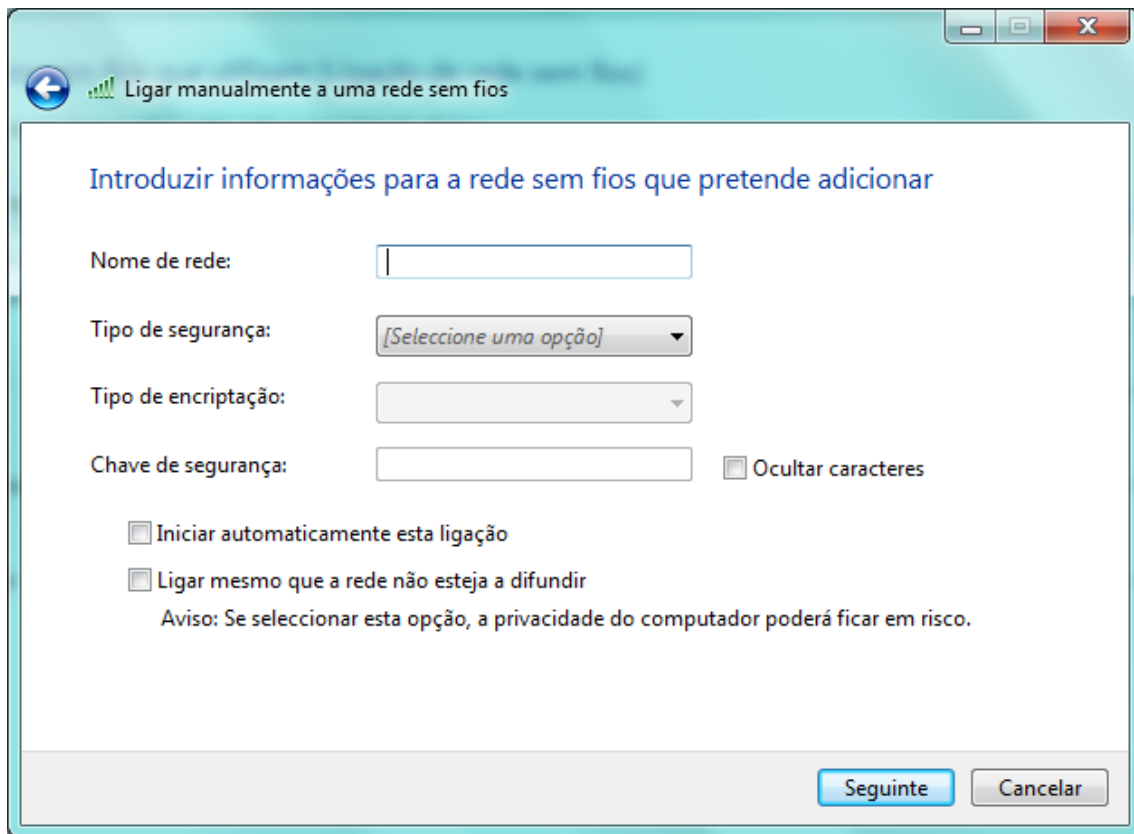 Ligar manualmente a uma rede sem fios
Introduzir informações para a rede sem fios que pretende adicionar
Nome de rede:
Tipo de segurança:
[Seleccione uma opção]
Tipo de encriptação:
Chave de segurança:
Ocultar caracteres
Iniciar automaticamente esta ligação
Ligar mesmo que a rede não esteja a difundir
Aviso: Se seleccionar esta opção, a privacidade do computador poderá ficar em risco.
Seguinte
Cancelar